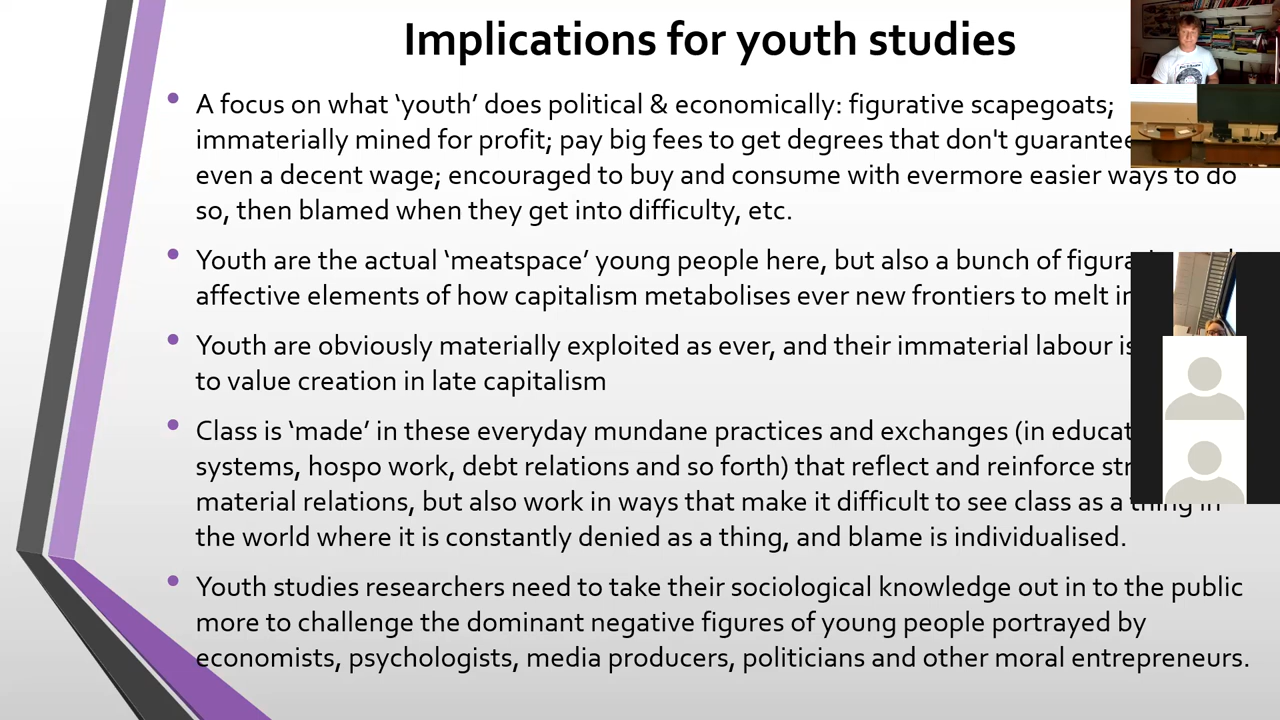 Implications for youth studies
A focus on what ‘youth’ does political & economically: figurative scapegoats;
immaterially mined for profit; pay big fees to get degrees that don't guarantee
even a decent wage; encouraged to buy and consume with evermore easier ways to do
so, then blamed when they get into difficulty, etc.
Youth are the actual ‘meatspace’ young people here, but also a bunch of
affective elements of how capitalism metabolises ever new frontiers to melt
Youth are obviously materially exploited as ever, and their immaterial labour is
to value creation in late capitalism
Class is ‘made’ in these everyday mundane practices and exchanges (in
systems, hospo work, debt relations and so forth) that reflect and reinforce
material relations, but also work in ways that make it difficult to see class as a thing in
the world where it is constantly denied as a thing, and blame is individualised.
Youth studies researchers need to take their sociological knowledge out in to the public
more to challenge the dominant negative figures of young people portrayed by
economists, psychologists, media producers, politicians and other moral entrepreneurs.